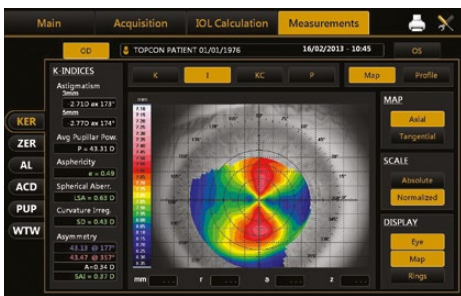 Main Acquisition IOL Calculation Measurements
OD TOPCON PATIENT 01/01/1976 16/02/2013 - 10:45 OS
K-INDICES
Astigmatism
3mm
-2.71D ax 173°
5mm
-2.77D ax 174°
Avg Pupillar Pow.
P = 43.31 D
Asphericity
e = 0.49
Spherical Aberr.
LSA = 0.63 D
Curvature Irreg.
SD = 0.43 D
Asymmetry
43.13 @ 177°
43.47 @ 357°
A=0.34 D
SAI = 0.37 D
KER
ZER
AL
ACD
PUP
WTW
K I KC P Map Profile
mm
mm r a z
MAP
Axial
Tangential
SCALE
Absolute
Normalized
DISPLAY
Eye
Map
Rings